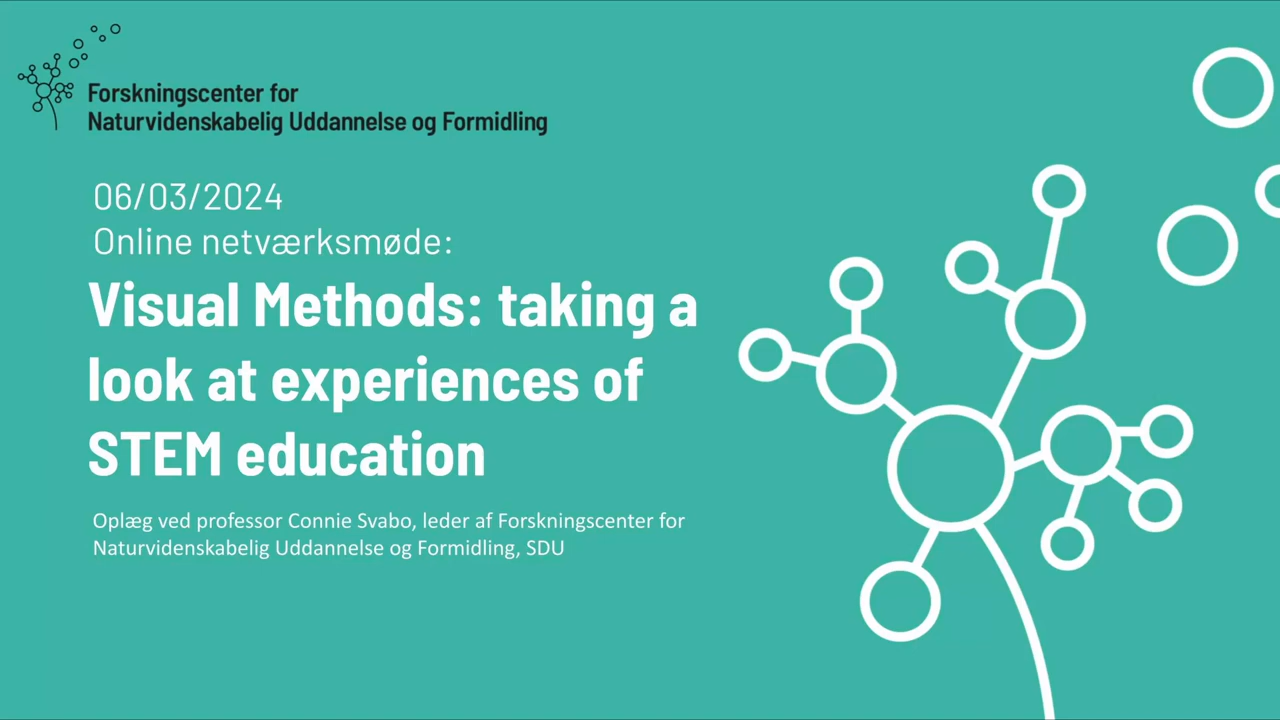 Forskningscenter for
Naturvidenskabelig Uddannelse og Formidling
06/03/2024
Online netværksmøde:
Visual Methods: taking a
look at experiences of
STEM education
Oplæg ved professor Connie Svabo, leder af Forskningscenter for
Naturvidenskabelig Uddannelse og Formidling, SDU